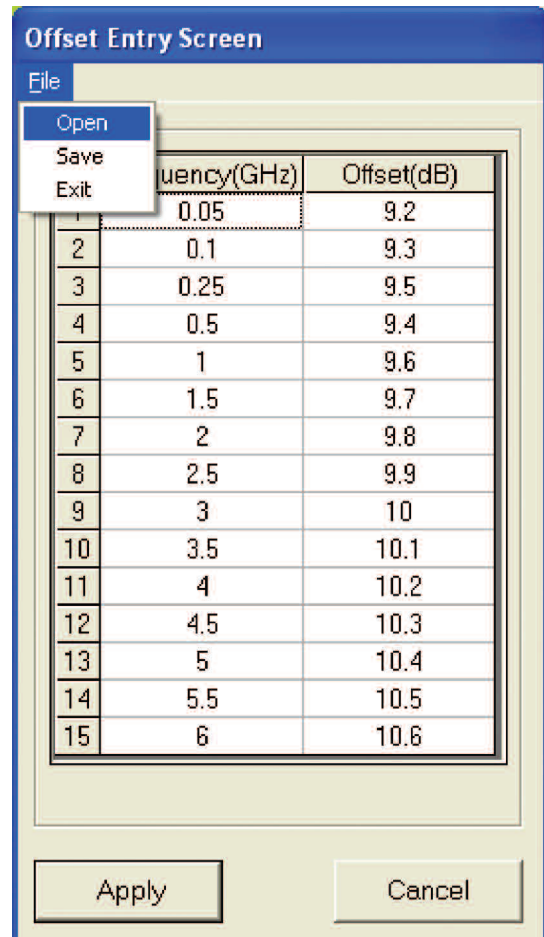 Offset Entry Screen
File
Open
Save
Exit
uency(GHz) Offset(dB)
1 0.05 9.2
2 0.1 9.3
3 0.25 9.5
4 0.5 9.4
5 1 9.6
6 1.5 9.7
7 2 9.8
8 2.5 9.9
9 3 10
10 3.5 10.1
11 4 10.2
12 4.5 10.3
13 5 10.4
14 5.5 10.5
15 6 10.6
Apply Cancel